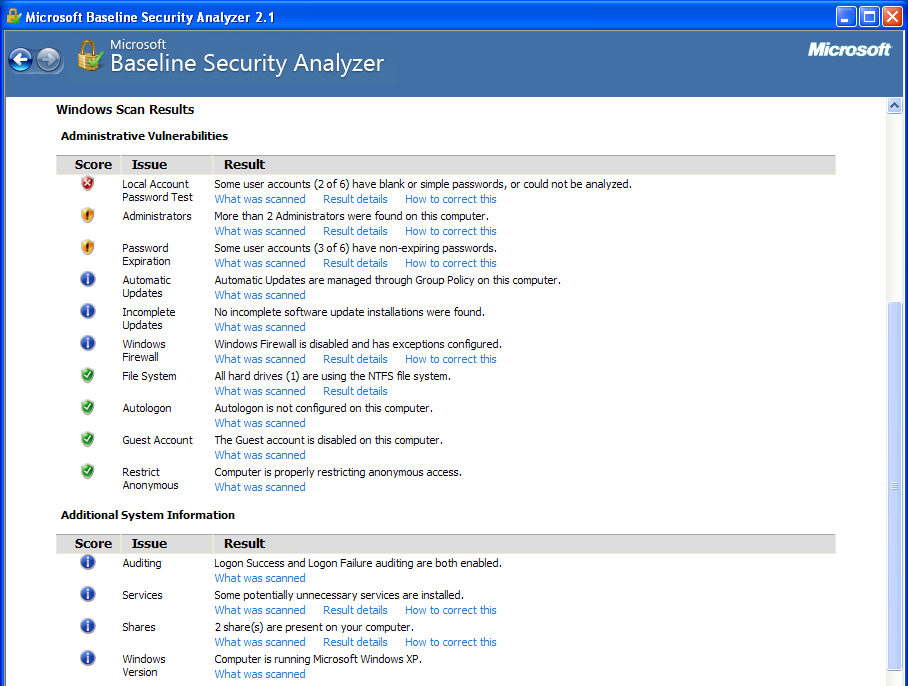 Microsoft Baseline Security Analyzer 2.1
Microsoft
Baseline Security Analyzer
Microsoft
Windows Scan Results
Administrative Vulnerabilities
Score Issue Result
Local Account Some user accounts (2 of 6) have blank or simple passwords, or could not be analyzed.
Password Test What was scanned Result details How to correct this
Administrators More than 2 Administrators were found on this computer.
What was scanned Result details How to correct this
Password Some user accounts (3 of 6) have non-expiring passwords.
Expiration What was scanned Result details How to correct this
Automatic Automatic Updates are managed through Group Policy on this computer.
Updates What was scanned
Incomplete No incomplete software update installations were found.
Updates What was scanned
Windows Windows Firewall is disabled and has exceptions configured.
Firewall What was scanned Result details How to correct this
File System All hard drives (1) are using the NTFS file system.
What was scanned Result details
Autologon Autologon is not configured on this computer.
What was scanned
Guest Account The Guest account is disabled on this computer.
What was scanned
Restrict Computer is properly restricting anonymous access.
Anonymous What was scanned
Additional System Information
Score Issue Result
Auditing Logon Success and Logon Failure auditing are both enabled.
What was scanned
Services Some potentially unnecessary services are installed.
What was scanned Result details How to correct this
Shares 2 share(s) are present on your computer.
What was scanned Result details How to correct this
Windows Computer is running Microsoft Windows XP.
Version What was scanned